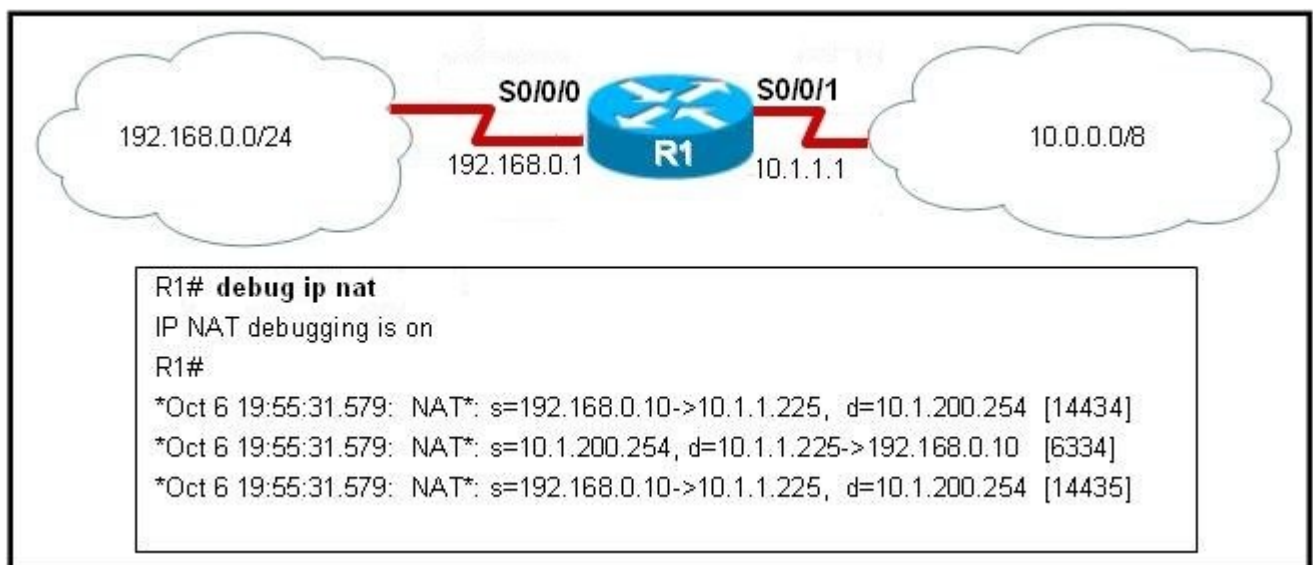 S0/0/0
S0/0/1
192.168.0.0/24
192.168.0.1
R1
10.1.1.1
10.0.0.0/8
R1# debug ip nat
IP NAT debugging is on
R1#
*Oct 6 19:55:31.579: NAT*: s=192.168.0.10->10.1.1.225, d=10.1.200.254 [14434]
*Oct 6 19:55:31.579: NAT*: s=10.1.200.254, d=10.1.1.225->192.168.0.10 [6334]
*Oct 6 19:55:31.579: NAT*: s=192.168.0.10->10.1.1.225, d=10.1.200.254 [14435]